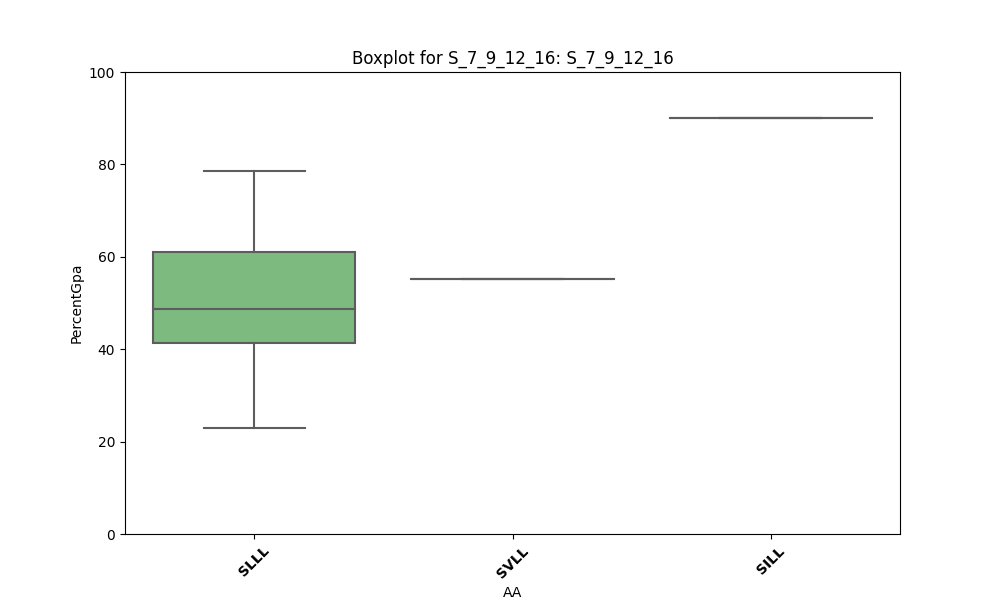 Boxplot for S_7_9_12_16: S_7_9_12_16
100
80
60
40
20
0
PercentGpa
SLLL
SVLL
SILL
AA